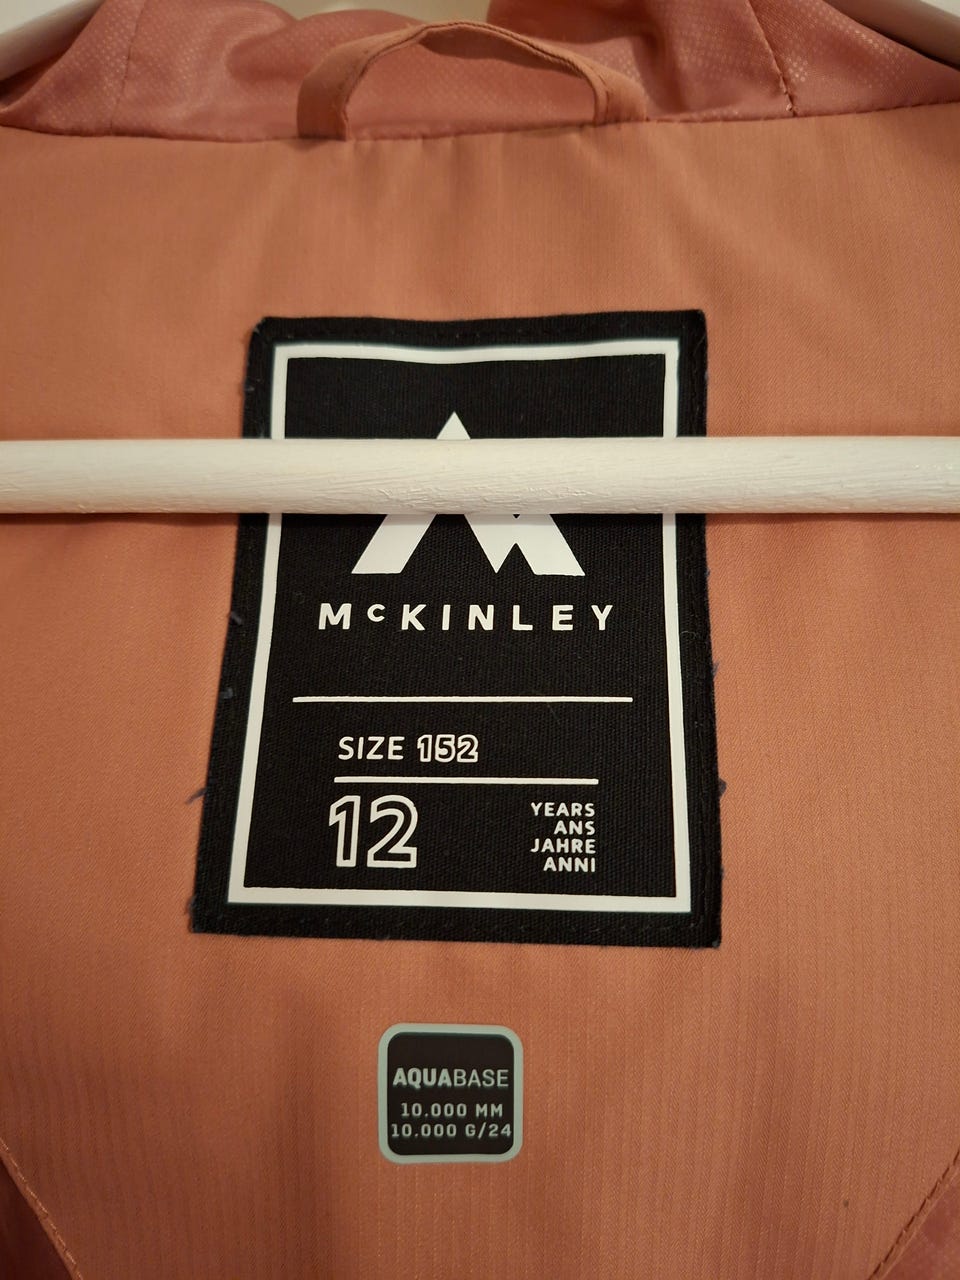 McKINLEY
SIZE 152
12
YEARS
ANS
JAHRE
ANNI
AQUABASE
10.000 MM
10.000 G/24